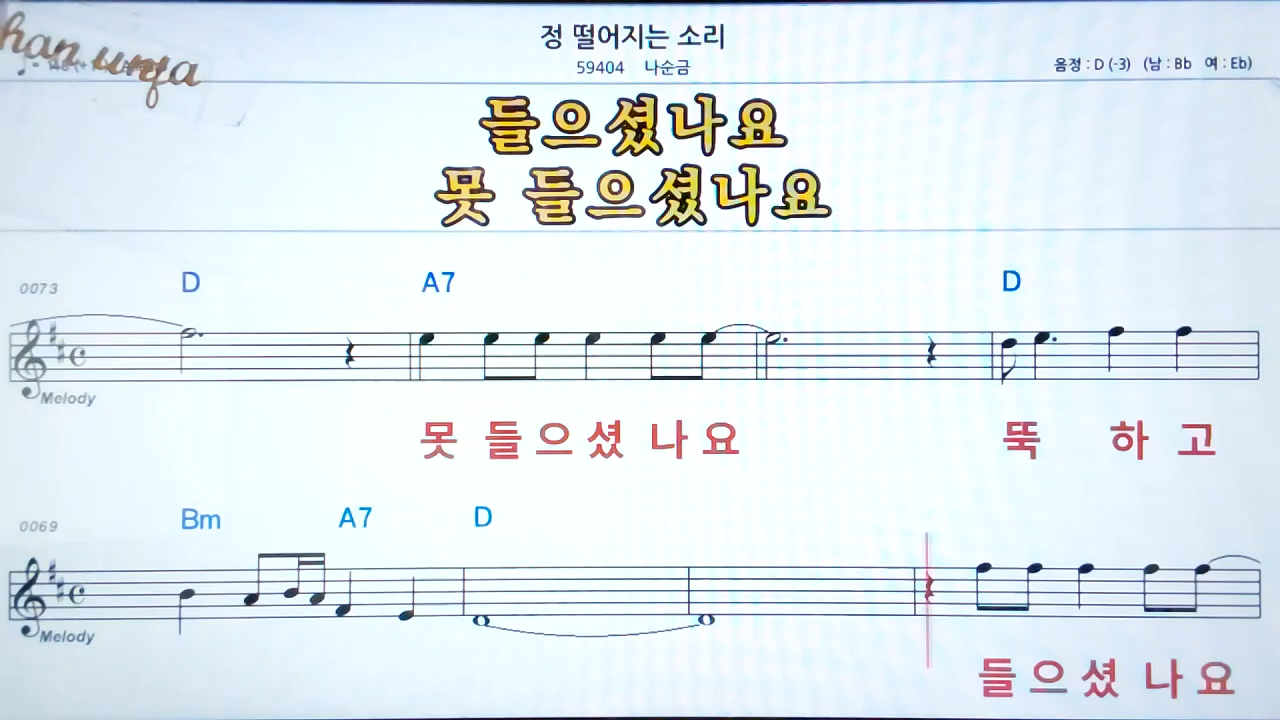 han
정 떨어지는 소리
59404 나순금
음정 : D (-3) (남 : Bb 여 : Eb)
들으셨나요
못 들으셨나요
0073 D A7 D
Melody
못 들으셨나요 뚝 하고
0069 Bm A7 D
Melody
들으셨나요